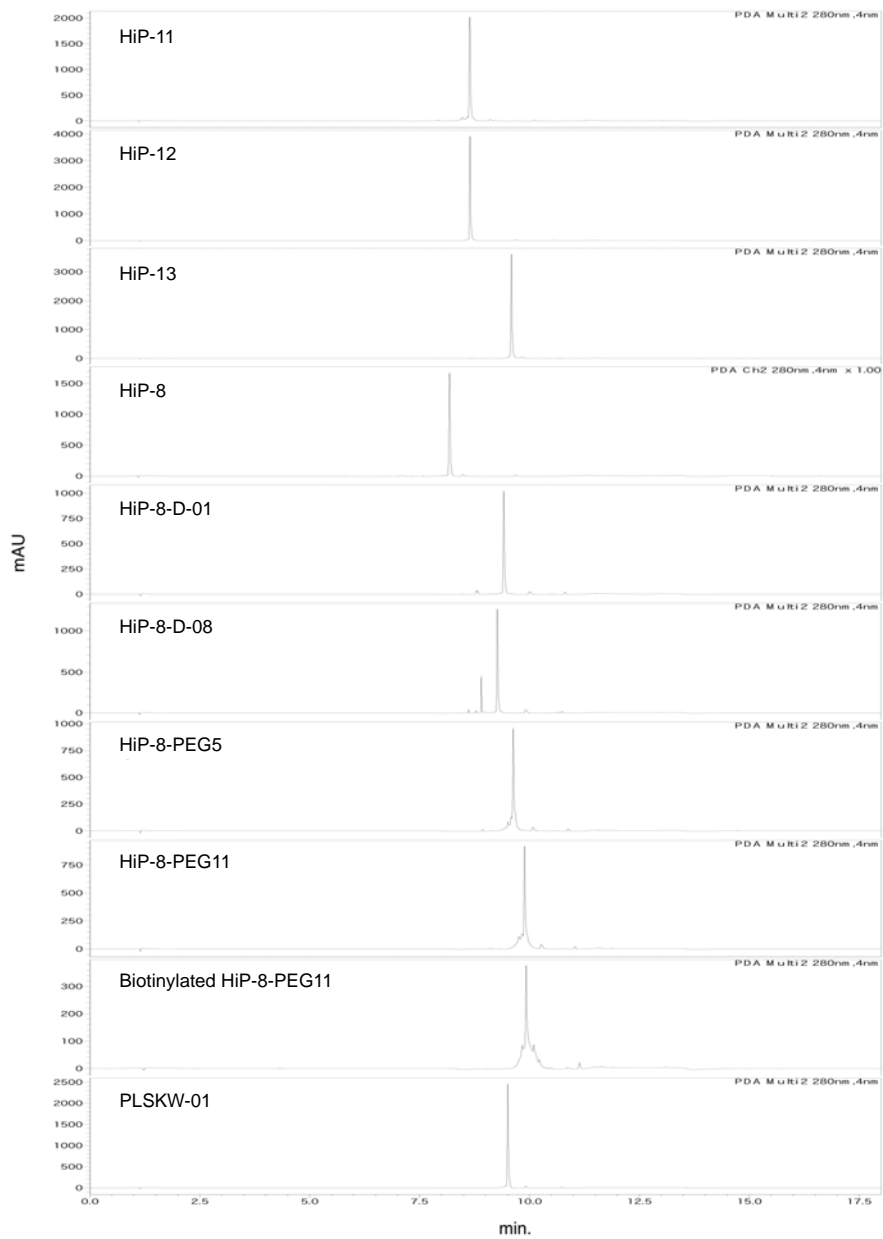 PDA Multi2 280nm,4nm
2000
HiP-11
1500
1000
500
0
PDA Multi2 280nm,4nm
4000
HiP-12
3000
2000
1000
0
PDA Multi2 280nm,4nm
HiP-13
3000
2000
1000
0
PDA Ch2 280nm,4nm x 1.00
HiP-8
1500
1000
500
0
PDA Multi2 280nm,4nm
1000
HiP-8-D-01
750
500
250
0
mAU
PDA Multi2 280nm,4nm
HiP-8-D-08
1000
500
0
PDA Multi2 280nm,4nm
1000
HiP-8-PEG5
750
500
250
0
PDA Multi2 280nm,4nm
HiP-8-PEG11
750
500
250
0
PDA Multi2 280nm,4nm
Biotinylated HiP-8-PEG11
300
200
100
0
PDA Multi2 280nm,4nm
2500
PLSKW-01
2000
1500
1000
500
0
0.0 2.5 5.0 7.5 10.0 12.5 15.0 17.5
min.